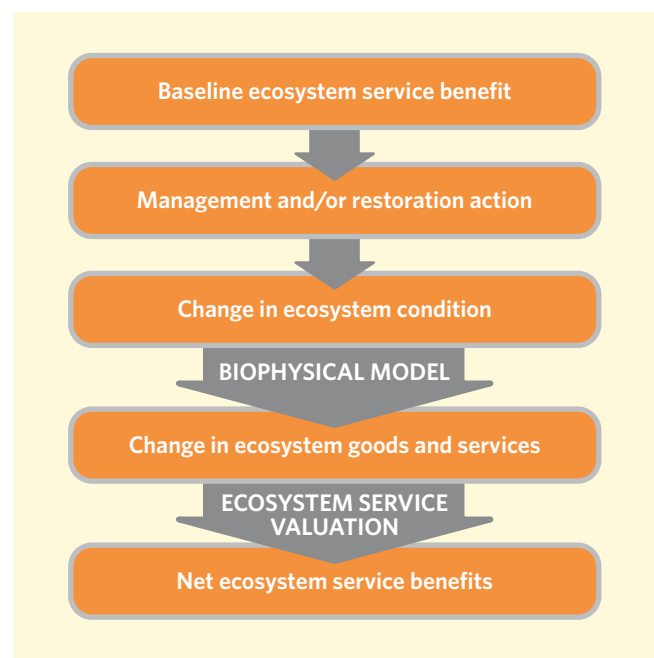 Baseline ecosystem service benefit
Management and/or restoration action
Change in ecosystem condition
BIOPHYSICAL MODEL
Change in ecosystem goods and services
ECOSYSTEM SERVICE
VALUATION
Net ecosystem service benefits